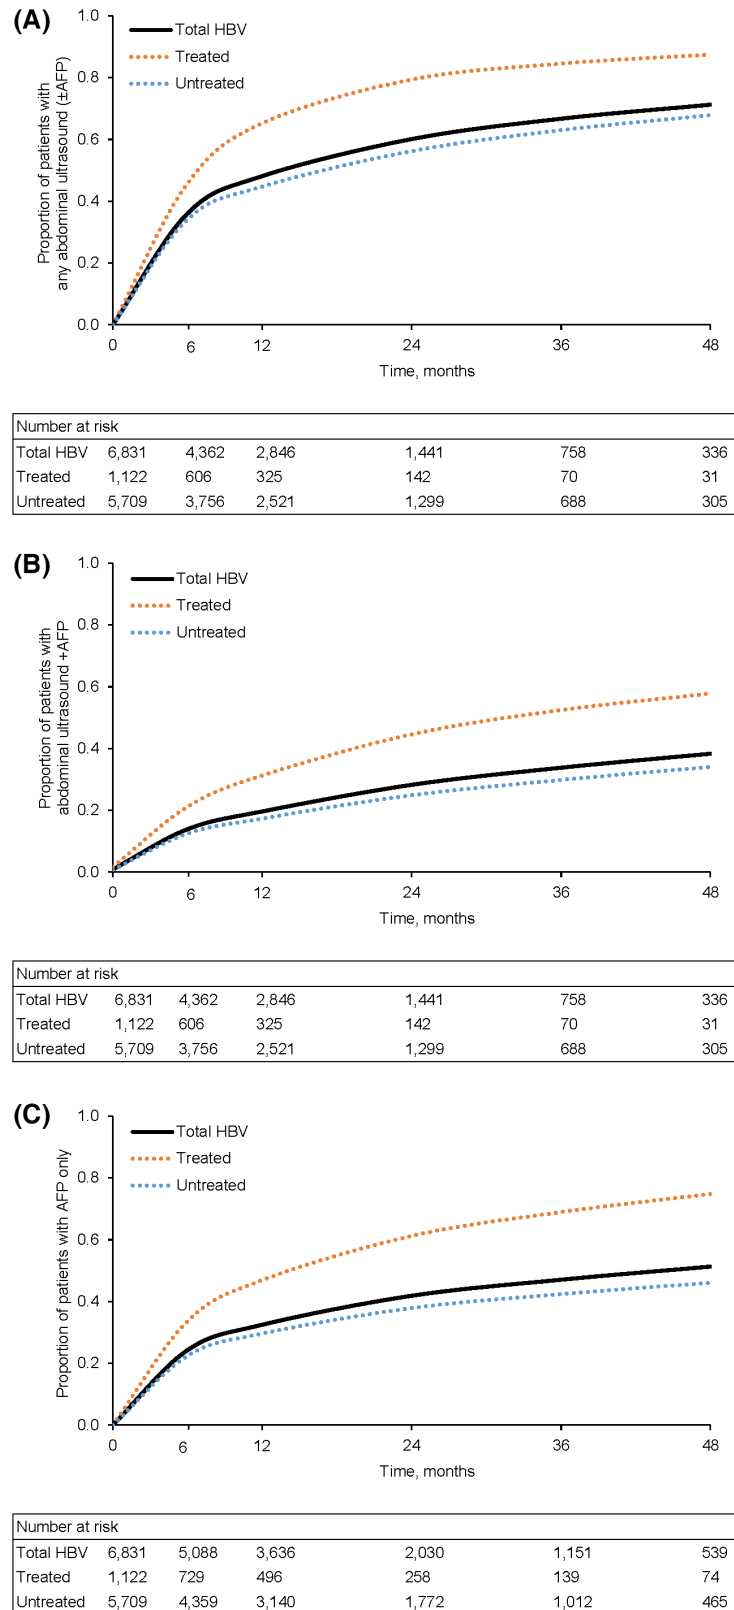 (A)
Proportion of patients with
any abdominal ultrasound (±AFP)
1.0
0.8
0.6
0.4
0.2
0.0
Total HBV
Treated
Untreated
0 6 12 24 36 48
Time, months
Number at risk
Total HBV 6,831 4,362 2,846 1,441 758 336
Treated 1,122 606 325 142 70 31
Untreated 5,709 3,756 2,521 1,299 688 305
(B)
Proportion of patients with
abdominal ultrasound +AFP
1.0
0.8
0.6
0.4
0.2
0.0
Total HBV
Treated
Untreated
0 6 12 24 36 48
Time, months
Number at risk
Total HBV 6,831 4,362 2,846 1,441 758 336
Treated 1,122 606 325 142 70 31
Untreated 5,709 3,756 2,521 1,299 688 305
(C)
Proportion of patients with AFP only
1.0
0.8
0.6
0.4
0.2
0.0
Total HBV
Treated
Untreated
0 6 12 24 36 48
Time, months
Number at risk
Total HBV 6,831 5,088 3,636 2,030 1,151 539
Treated 1,122 729 496 258 139 74
Untreated 5,709 4,359 3,140 1,772 1,012 465